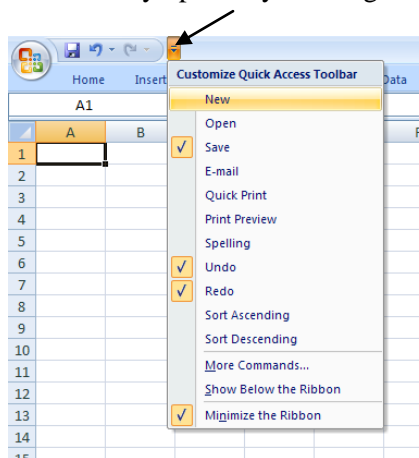 Home Insert Data
A1
Customize Quick Access Toolbar
New
Open
Save
E-mail
Quick Print
Print Preview
Spelling
Undo
Redo
Sort Ascending
Sort Descending
More Commands...
Show Below the Ribbon
Minimize the Ribbon
A B
1
2
3
4
5
6
7
8
9
10
11
12
13
14